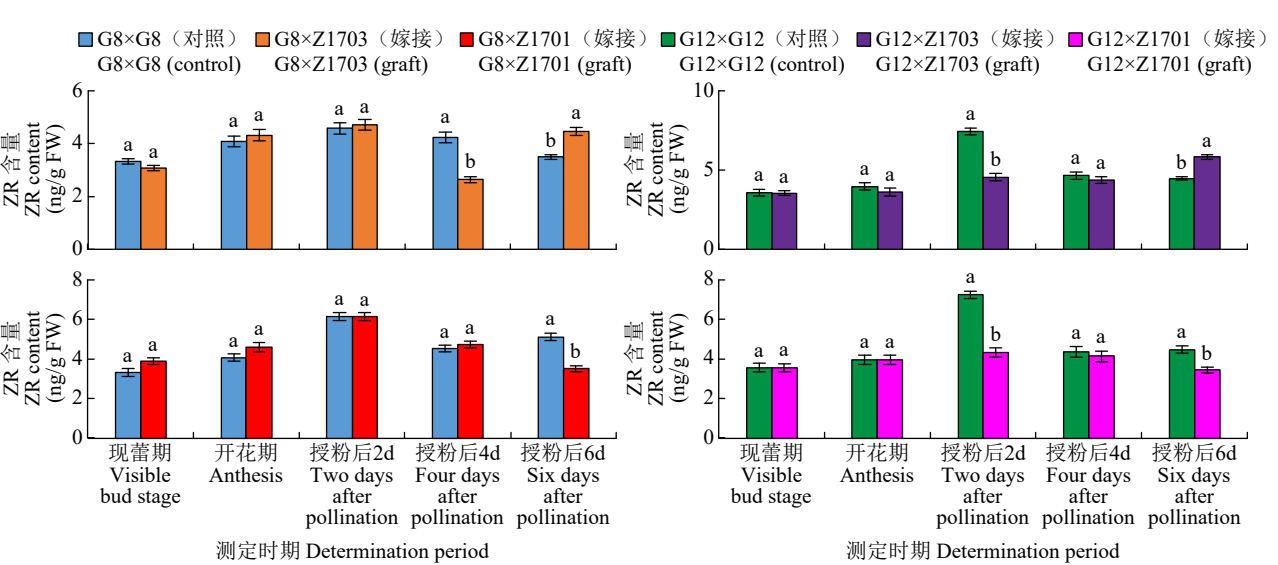 G8×G8（对照） G8×Z1703（嫁接） G8×Z1701（嫁接） G12×G12（对照） G12×Z1703（嫁接） G12×Z1701（嫁接）
G8×G8 (control) G8×Z1703 (graft) G8×Z1701 (graft) G12×G12 (control) G12×Z1703 (graft) G12×Z1701 (graft)
ZR 含量
ZR content
(ng/g FW)
6
4
2
0
a a a a a a a b b a
ZR 含量
ZR content
(ng/g FW)
10
5
0
a a a a a b a a b a
ZR 含量
ZR content
(ng/g FW)
8
6
4
2
0
a a a a a a a a a b
现蕾期 开花期 授粉后2d 授粉后4d 授粉后6d
Visible Anthesis Two days Four days Six days
bud stage after after after
pollination pollination pollination
测定时期 Determination period
ZR 含量
ZR content
(ng/g FW)
8
6
4
2
0
a a a a a b a a a b
现蕾期 开花期 授粉后2d 授粉后4d 授粉后6d
Visible Anthesis Two days Four days Six days
bud stage after after after
pollination pollination pollination
测定时期 Determination period